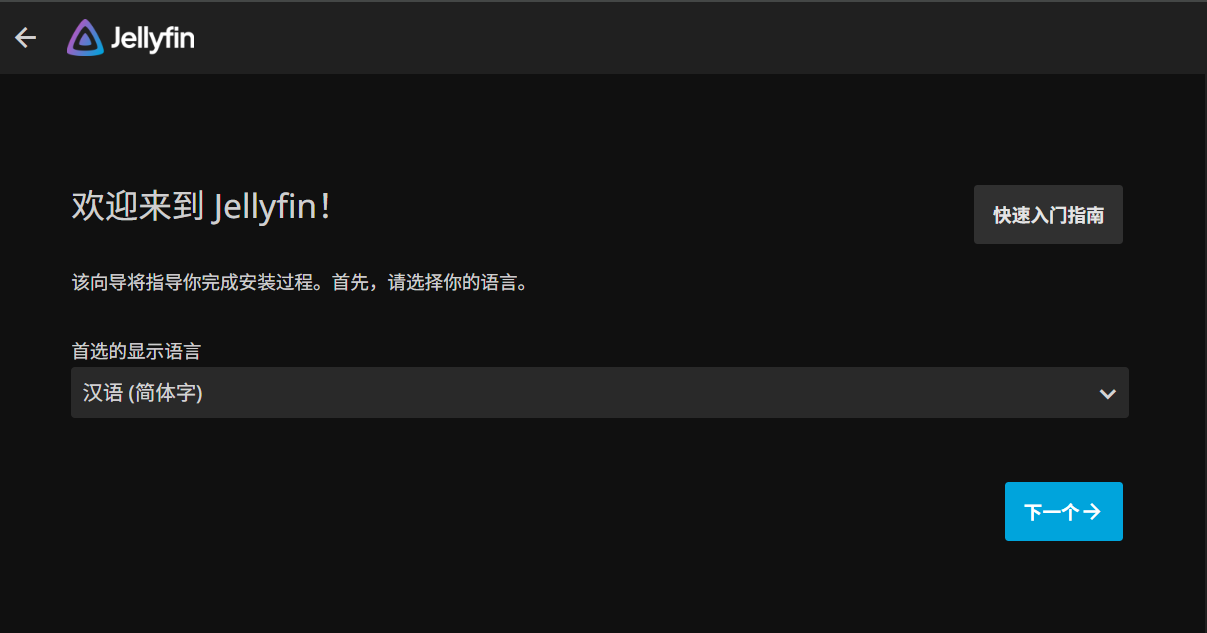 Jellyfin
欢迎来到 Jellyfin！
快速入门指南
该向导将指导你完成安装过程。首先，请选择你的语言。
首选的显示语言
汉语 (简体字)
下一个